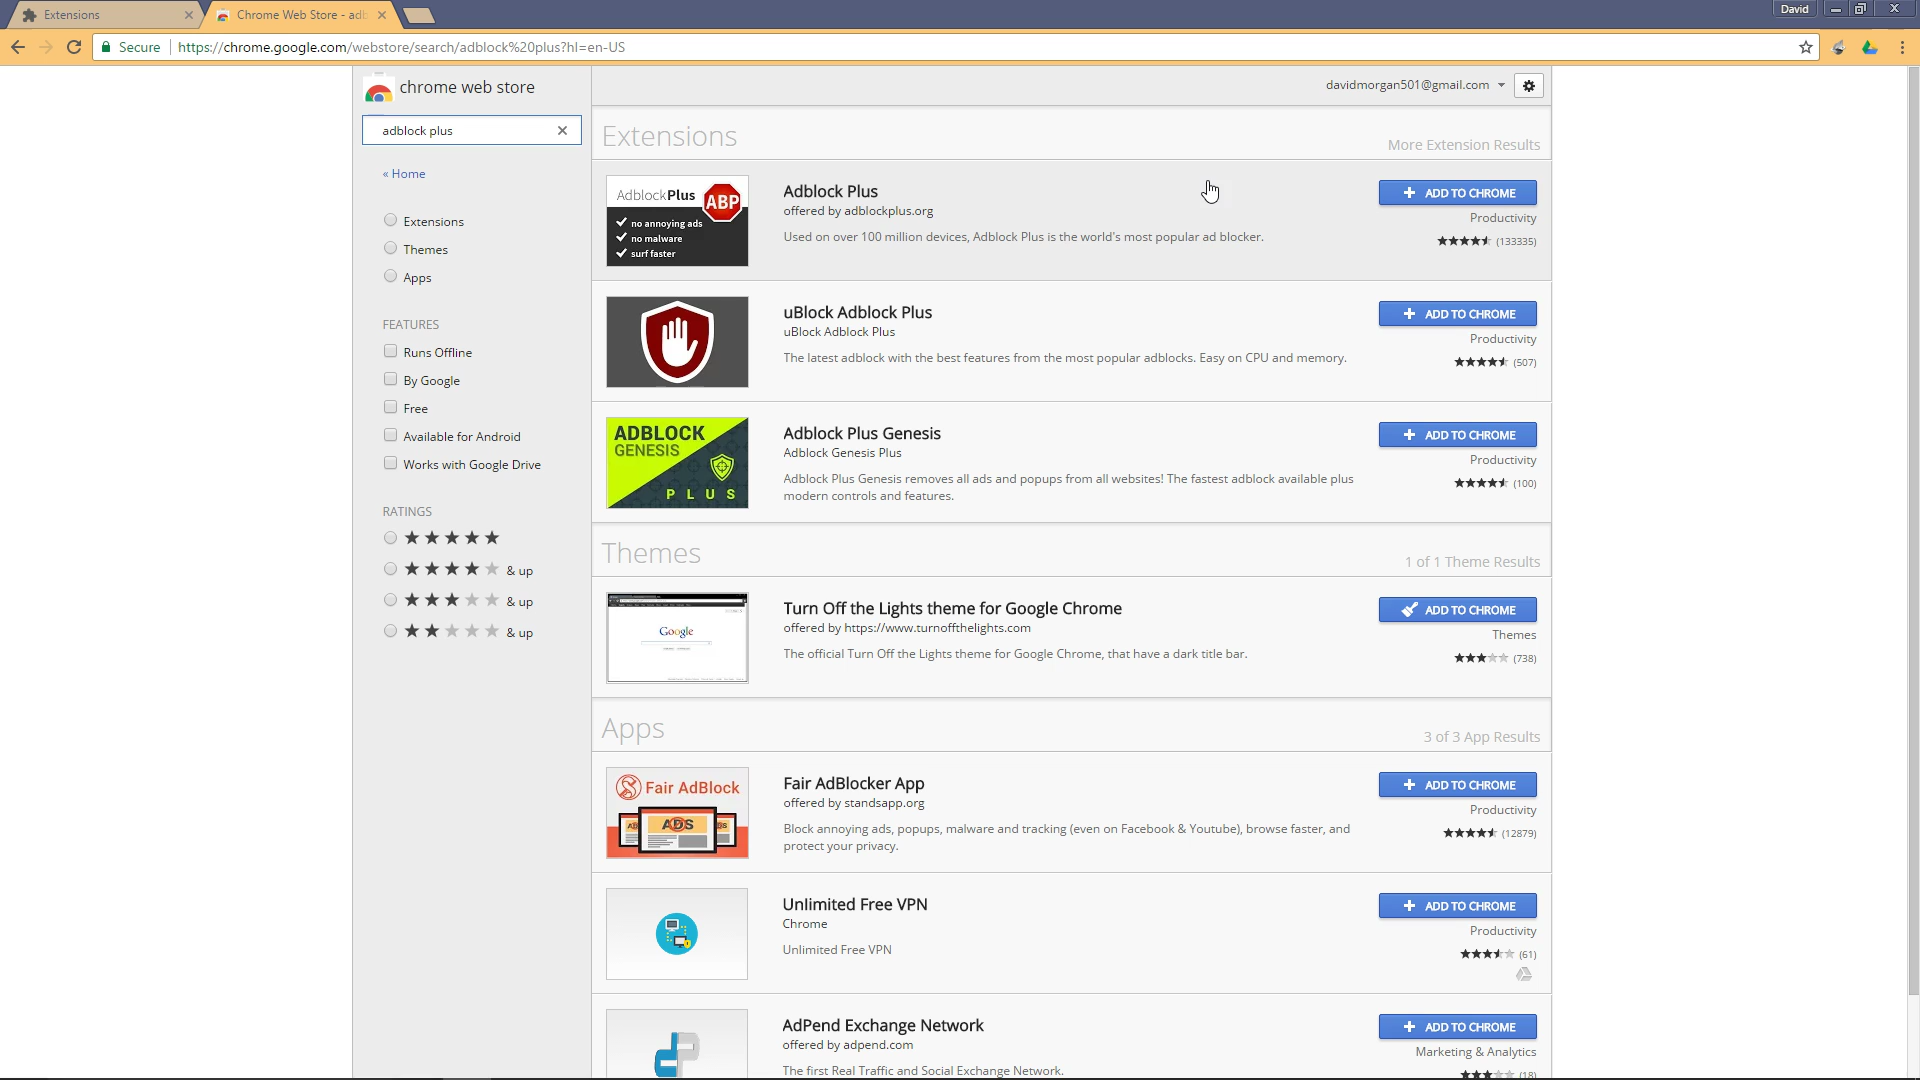 Extensions
Chrome Web Store - adb
David
Secure
https://chrome.google.com/webstore/search/adblock%20plus?hl=en-US
chrome web store
davidmorgan501@gmail.com
adblock plus
« Home
Extensions
Themes
Apps
FEATURES
Runs Offline
By Google
Free
Available for Android
Works with Google Drive
RATINGS
& up
& up
& up
Extensions
More Extension Results
AdblockPlus
ABP
no annoying ads
no malware
surf faster
Adblock Plus
offered by adblockplus.org
Used on over 100 million devices, Adblock Plus is the world's most popular ad blocker.
ADD TO CHROME
Productivity
(133335)
uBlock Adblock Plus
uBlock Adblock Plus
The latest adblock with the best features from the most popular adblocks. Easy on CPU and memory.
ADD TO CHROME
Productivity
(507)
ADBLOCK
GENESIS
PLUS
Adblock Plus Genesis
Adblock Genesis Plus
Adblock Plus Genesis removes all ads and popups from all websites! The fastest adblock available plus
modern controls and features.
ADD TO CHROME
Productivity
(100)
Themes
1 of 1 Theme Results
Google
Turn Off the Lights theme for Google Chrome
offered by https://www.turnoffthelights.com
The official Turn Off the Lights theme for Google Chrome, that have a dark title bar.
ADD TO CHROME
Themes
(738)
Apps
3 of 3 App Results
Fair AdBlock
ADS
Fair AdBlocker App
offered by standsapp.org
Block annoying ads, popups, malware and tracking (even on Facebook & Youtube), browse faster, and
protect your privacy.
ADD TO CHROME
Productivity
(12879)
Unlimited Free VPN
Chrome
Unlimited Free VPN
ADD TO CHROME
Productivity
(61)
AdPend Exchange Network
offered by adpend.com
The first Real Traffic and Social Exchange Network.
ADD TO CHROME
Marketing & Analytics
(18)